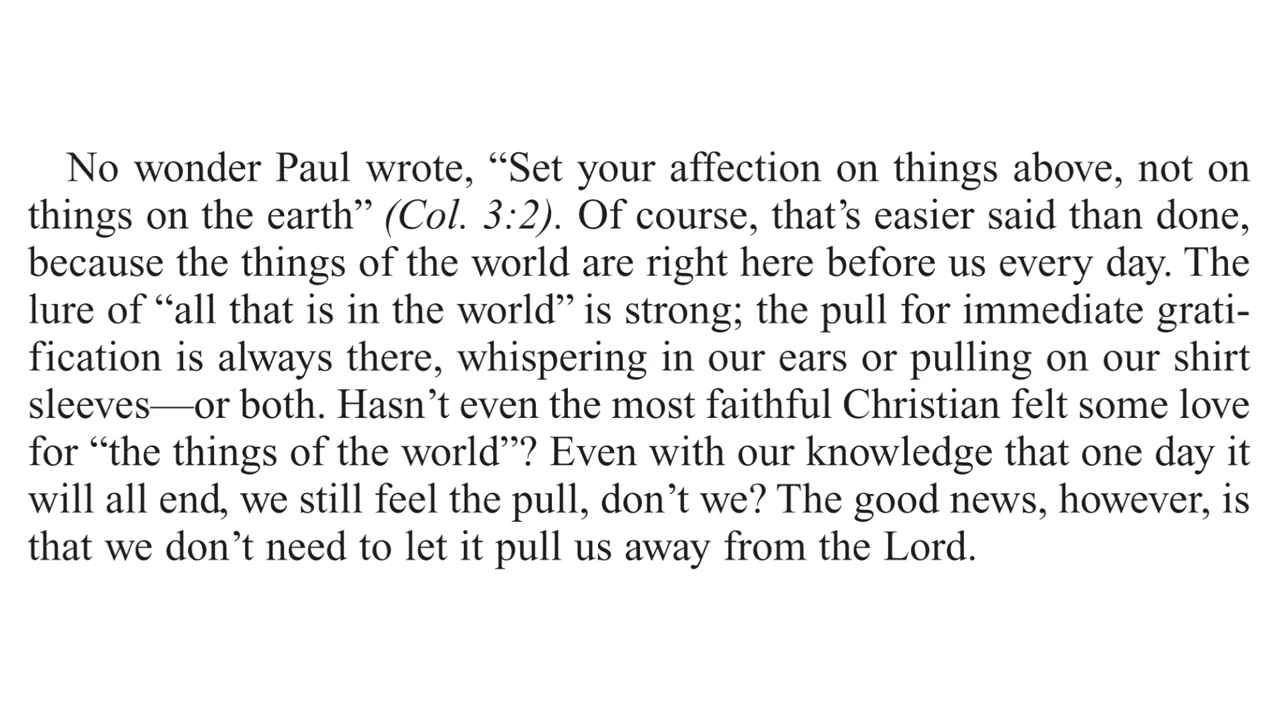 No wonder Paul wrote, “Set your affection on things above, not on
things on the earth” (Col. 3:2). Of course, that’s easier said than done,
because the things of the world are right here before us every day. The
lure of “all that is in the world” is strong; the pull for immediate grati-
fication is always there, whispering in our ears or pulling on our shirt
sleeves—or both. Hasn’t even the most faithful Christian felt some love
for “the things of the world”? Even with our knowledge that one day it
will all end, we still feel the pull, don’t we? The good news, however, is
that we don’t need to let it pull us away from the Lord.